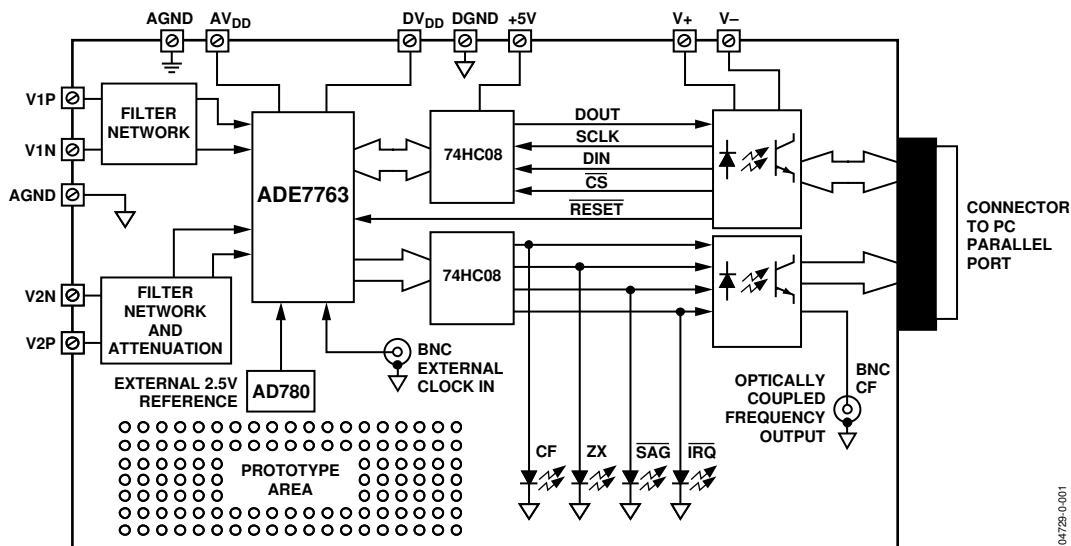 AGND AVDD DVDD DGND +5V V+ V–
V1P
V1N
AGND
V2N
V2P
FILTER
NETWORK
ADE7763
74HC08
DOUT
SCLK
DIN
CS
RESET
74HC08
CONNECTOR
TO PC
PARALLEL
PORT
FILTER
NETWORK
AND
ATTENUATION
EXTERNAL 2.5V
REFERENCE
AD780
BNC
EXTERNAL
CLOCK IN
OPTICALLY
COUPLED
FREQUENCY
OUTPUT
BNC
CF
PROTOTYPE
AREA
CF ZX SAG IRQ
04729-0-001